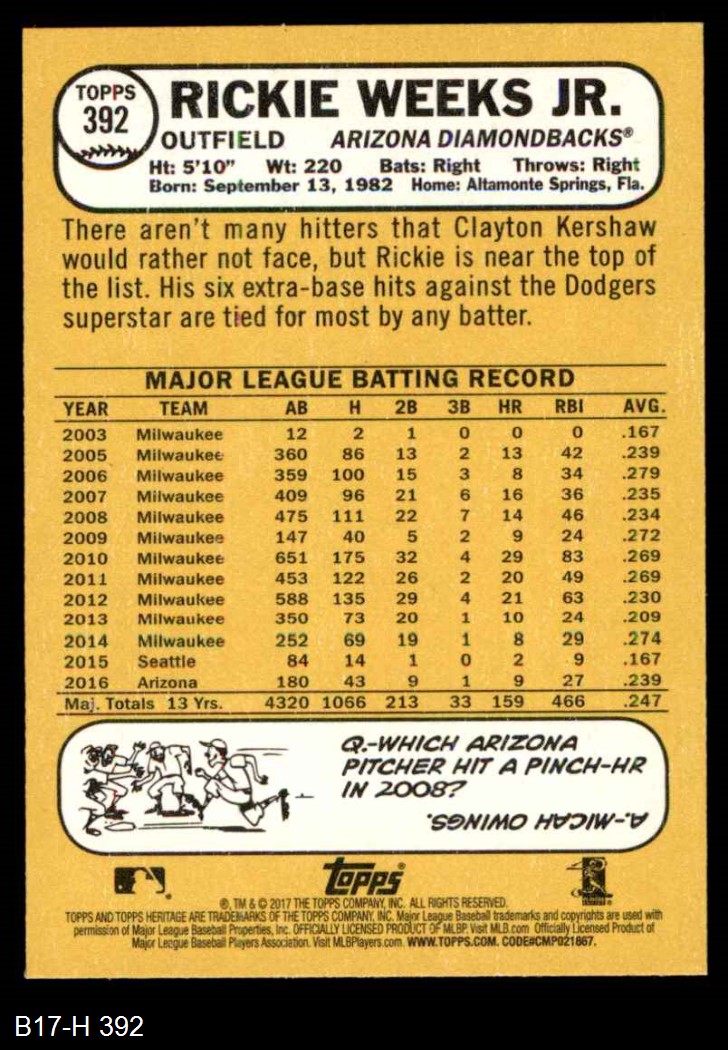 TOPPS
392
RICKIE WEEKS JR.
OUTFIELD ARIZONA DIAMONDBACKS®
Ht: 5'10" Wt: 220 Bats: Right Throws: Right
Born: September 13, 1982 Home: Altamonte Springs, Fla.
There aren't many hitters that Clayton Kershaw
would rather not face, but Rickie is near the top of
the list. His six extra-base hits against the Dodgers
superstar are tied for most by any batter.
MAJOR LEAGUE BATTING RECORD
YEAR TEAM AB H 2B 3B HR RBI AVG.
2003 Milwaukee 12 2 1 0 0 0 .167
2005 Milwaukee 360 86 13 2 13 42 .239
2006 Milwaukee 359 100 15 3 8 34 .279
2007 Milwaukee 409 96 21 6 16 36 .235
2008 Milwaukee 475 111 22 7 14 46 .234
2009 Milwaukee 147 40 5 2 9 24 .272
2010 Milwaukee 651 175 32 4 29 83 .269
2011 Milwaukee 453 122 26 2 20 49 .269
2012 Milwaukee 588 135 29 4 21 63 .230
2013 Milwaukee 350 73 20 1 10 24 .209
2014 Milwaukee 252 69 19 1 8 29 .274
2015 Seattle 84 14 1 0 2 9 .167
2016 Arizona 180 43 9 1 9 27 .239
Maj. Totals 13 Yrs. 4320 1066 213 33 159 466 .247
Q.-WHICH ARIZONA
PITCHER HIT A PINCH-HR
IN 2008?
A.-MICAH OWINGS.
Topps®
®, TM & © 2017 THE TOPPS COMPANY, INC. ALL RIGHTS RESERVED.
TOPPS AND TOPPS HERITAGE ARE TRADEMARKS OF THE TOPPS COMPANY, INC. Major League Baseball trademarks and copyrights are used with
permission of Major League Baseball Properties, Inc. OFFICIALLY LICENSED PRODUCT OF MLBP. Visit MLB.com Officially Licensed Product of
Major League Baseball Players Association. Visit MLBPlayers.com. WWW.TOPPS.COM. CODE#CMP021867.
B17-H 392